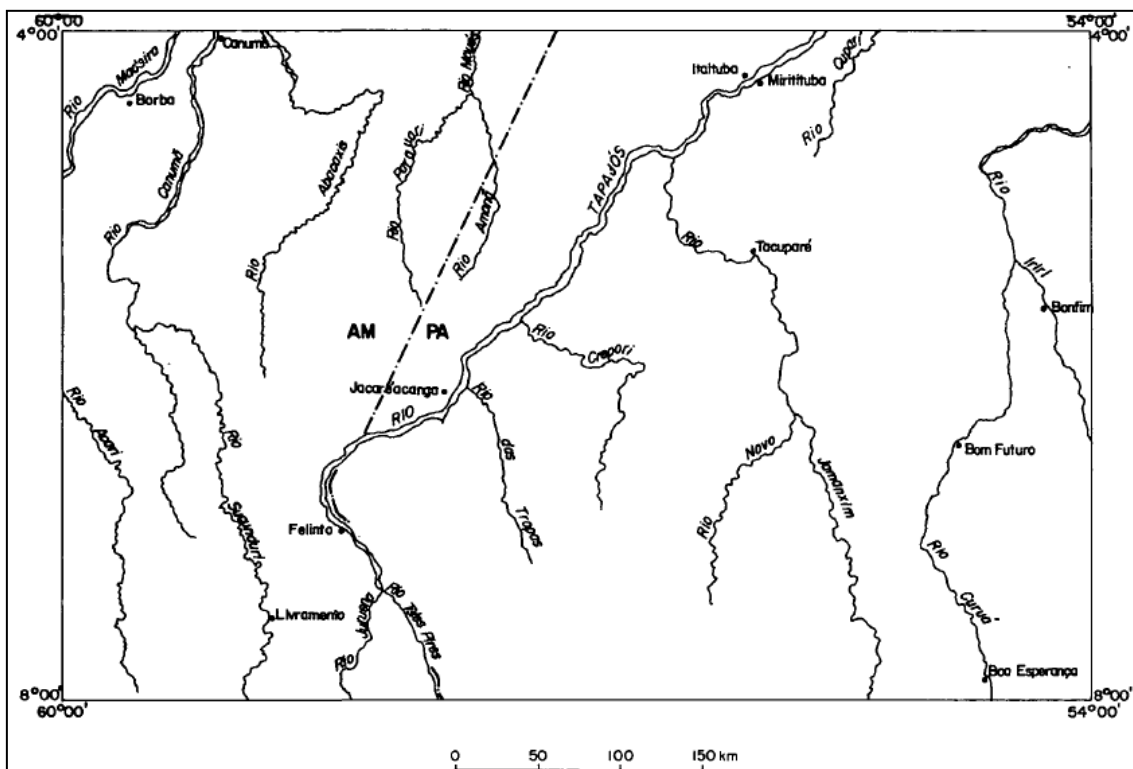 60°00' 54°00'
4°00' 4°00'
Canumã
Rio Madeira
Borba
Rio Canumã
Rio Abacaxis
Rio Maués
Rio Parauari
Rio Amanã
Itaituba
Miritituba
Rio Cupari
RIO TAPAJÓS
Rio
Tacuparé
Rio Iriri
Bonfim
AM PA
Rio Crepori
Jacareacanga
Rio das Tropas
Rio Acari
Rio Sucunduri
Rio Novo
Jamanxim
Bom Futuro
Felinto
Rio Curuá
Livramento
Rio Juruena
Rio Teles Pires
Boa Esperança
8°00' 8°00'
60°00' 54°00'
0 50 100 150 km